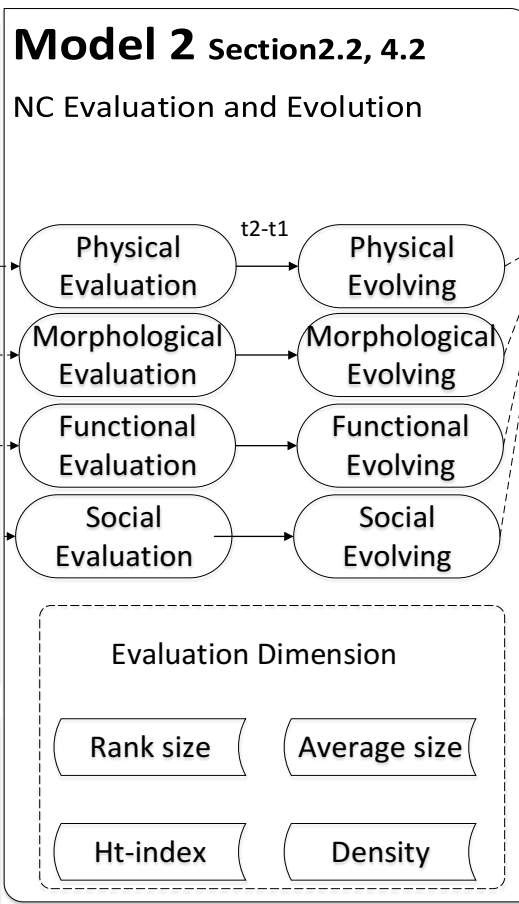 Model 2 Section2.2, 4.2
NC Evaluation and Evolution
t2-t1
Physical
Evaluation
Physical
Evolving
Morphological
Evaluation
Morphological
Evolving
Functional
Evaluation
Functional
Evolving
Social
Evaluation
Social
Evolving
Evaluation Dimension
Rank size
Average size
Ht-index
Density